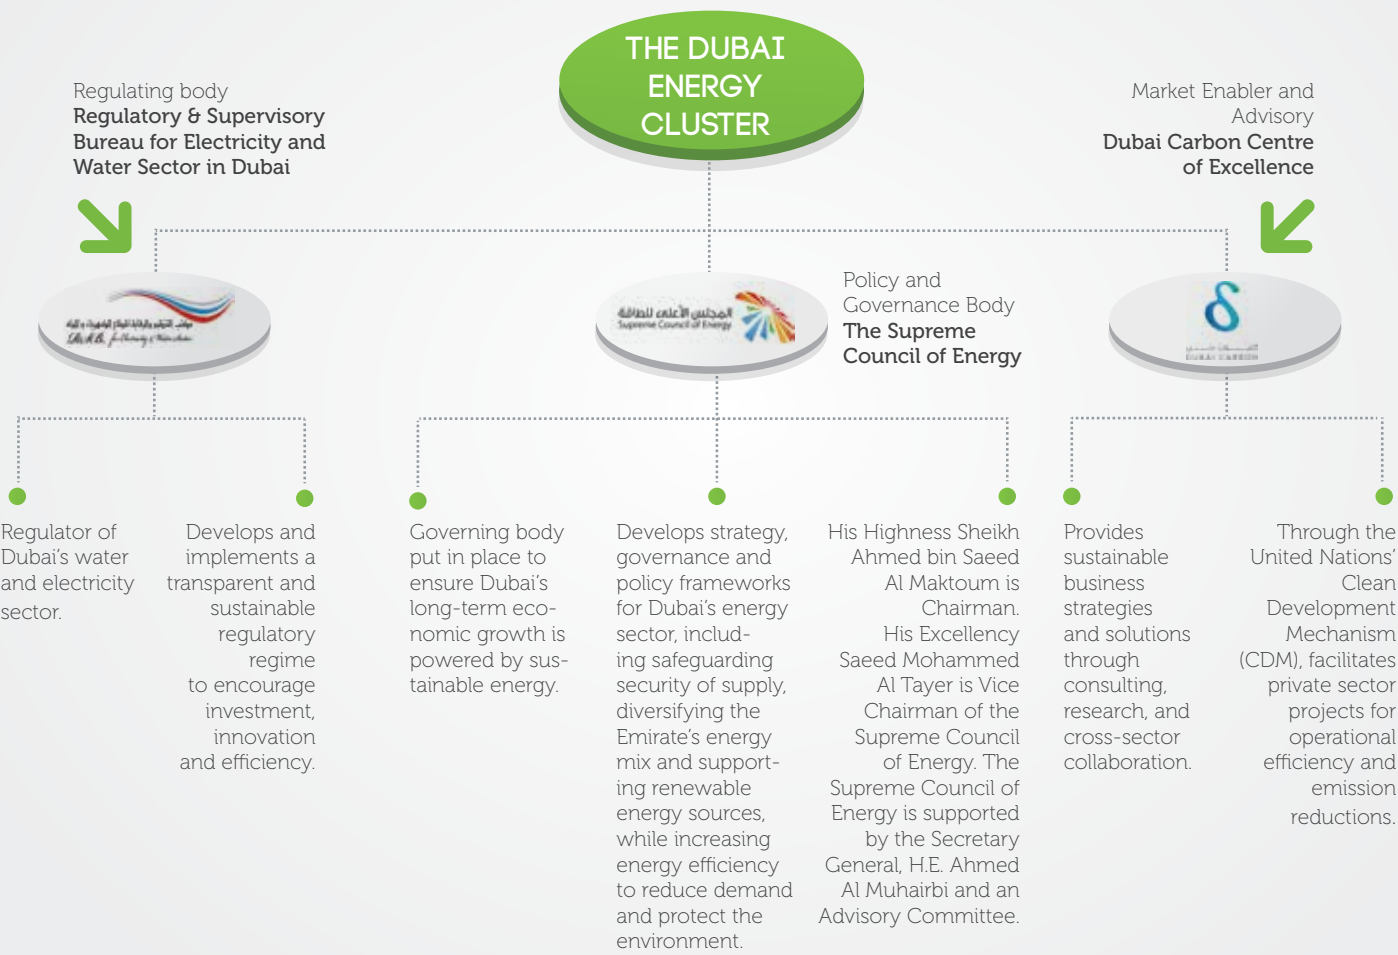 THE DUBAI
ENERGY
CLUSTER
Regulating body
Regulatory & Supervisory
Bureau for Electricity and
Water Sector in Dubai
Market Enabler and
Advisory
Dubai Carbon Centre
of Excellence
المجلس الأعلى للطاقة
Supreme Council of Energy
Policy and
Governance Body
The Supreme
Council of Energy
δ
DUBAI CARBON
Regulator of
Dubai’s water
and electricity
sector.
Develops and
implements a
transparent and
sustainable
regulatory
regime
to encourage
investment,
innovation
and efficiency.
Governing body
put in place to
ensure Dubai’s
long-term eco-
nomic growth is
powered by sus-
tainable energy.
Develops strategy,
governance and
policy frameworks
for Dubai’s energy
sector, includ-
ing safeguarding
security of supply,
diversifying the
Emirate’s energy
mix and support-
ing renewable
energy sources,
while increasing
energy efficiency
to reduce demand
and protect the
environment.
His Highness Sheikh
Ahmed bin Saeed
Al Maktoum is
Chairman.
His Excellency
Saeed Mohammed
Al Tayer is Vice
Chairman of the
Supreme Council
of Energy. The
Supreme Council of
Energy is supported
by the Secretary
General, H.E. Ahmed
Al Muhairbi and an
Advisory Committee.
Provides
sustainable
business
strategies
and solutions
through
consulting,
research, and
cross-sector
collaboration.
Through the
United Nations’
Clean
Development
Mechanism
(CDM), facilitates
private sector
projects for
operational
efficiency and
emission
reductions.